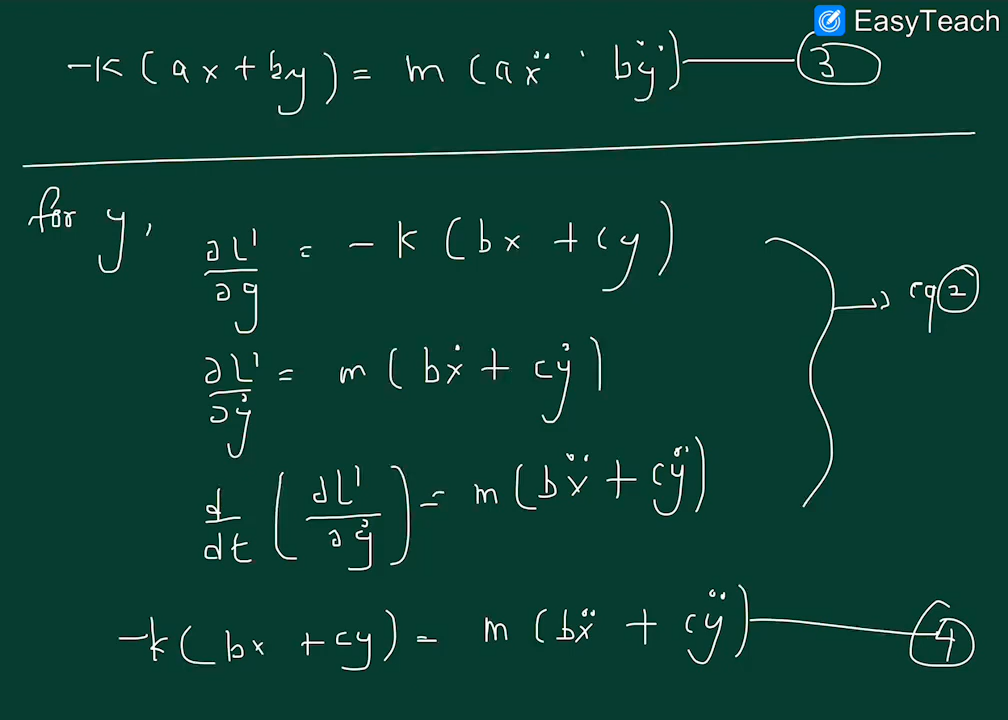 EasyTeach
-k(ax+by) = m(aẍ · bÿ) — 3
for y,
∂L'/∂y = -k(bx + cy)
→ eq 2
∂L'/∂ẏ = m(bẋ + cẏ)
d/dt (∂L'/∂ẏ) = m(bẍ + cÿ)
-k(bx + cy) = m(bẍ + cÿ) — 4